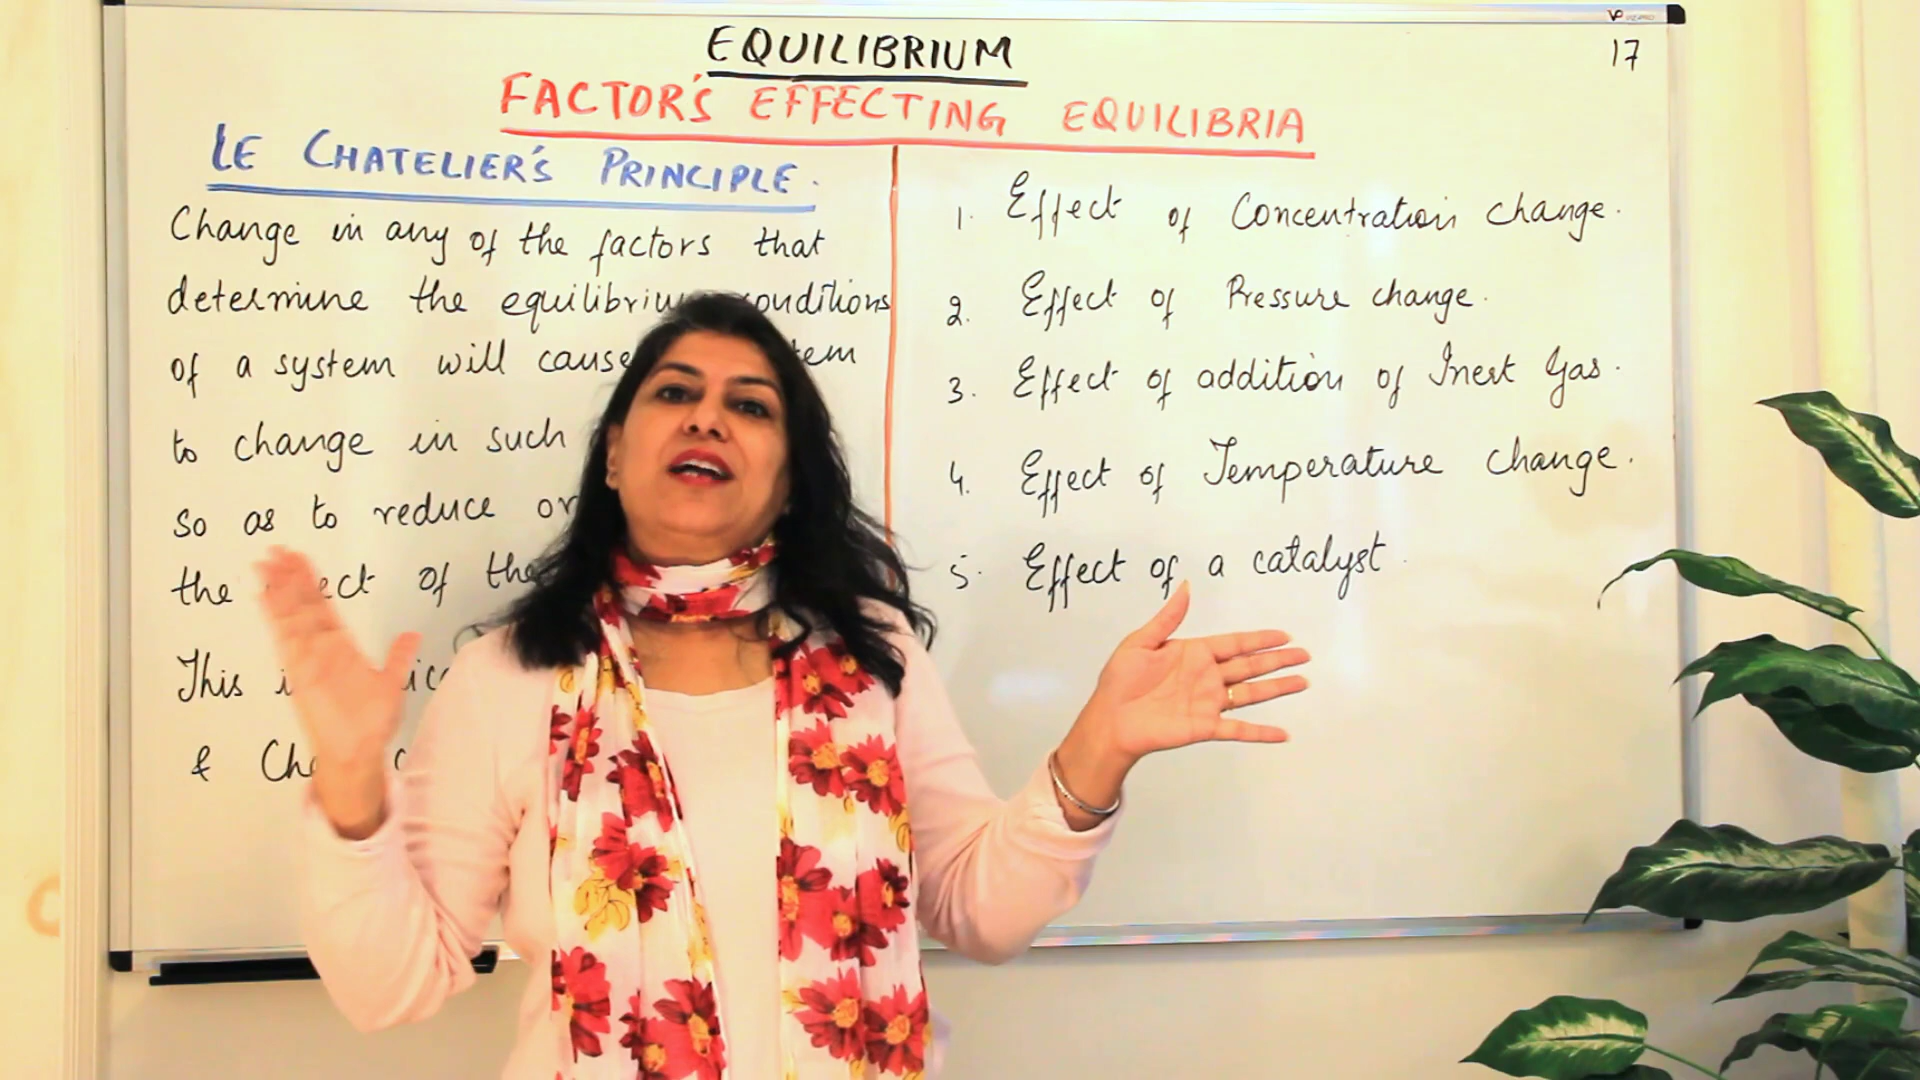 EQUILIBRIUM
17
FACTOR'S EFFECTING EQUILIBRIA
LE CHATELIER'S PRINCIPLE.
Change in any of the factors that
determine the equilibrium conditions
of a system will cause
to change in such
so as to reduce or
the of the
This
&
1. Effect of Concentration change.
2. Effect of Pressure change.
3. Effect of addition of Inert Gas.
4. Effect of Temperature change.
5. Effect of a catalyst.